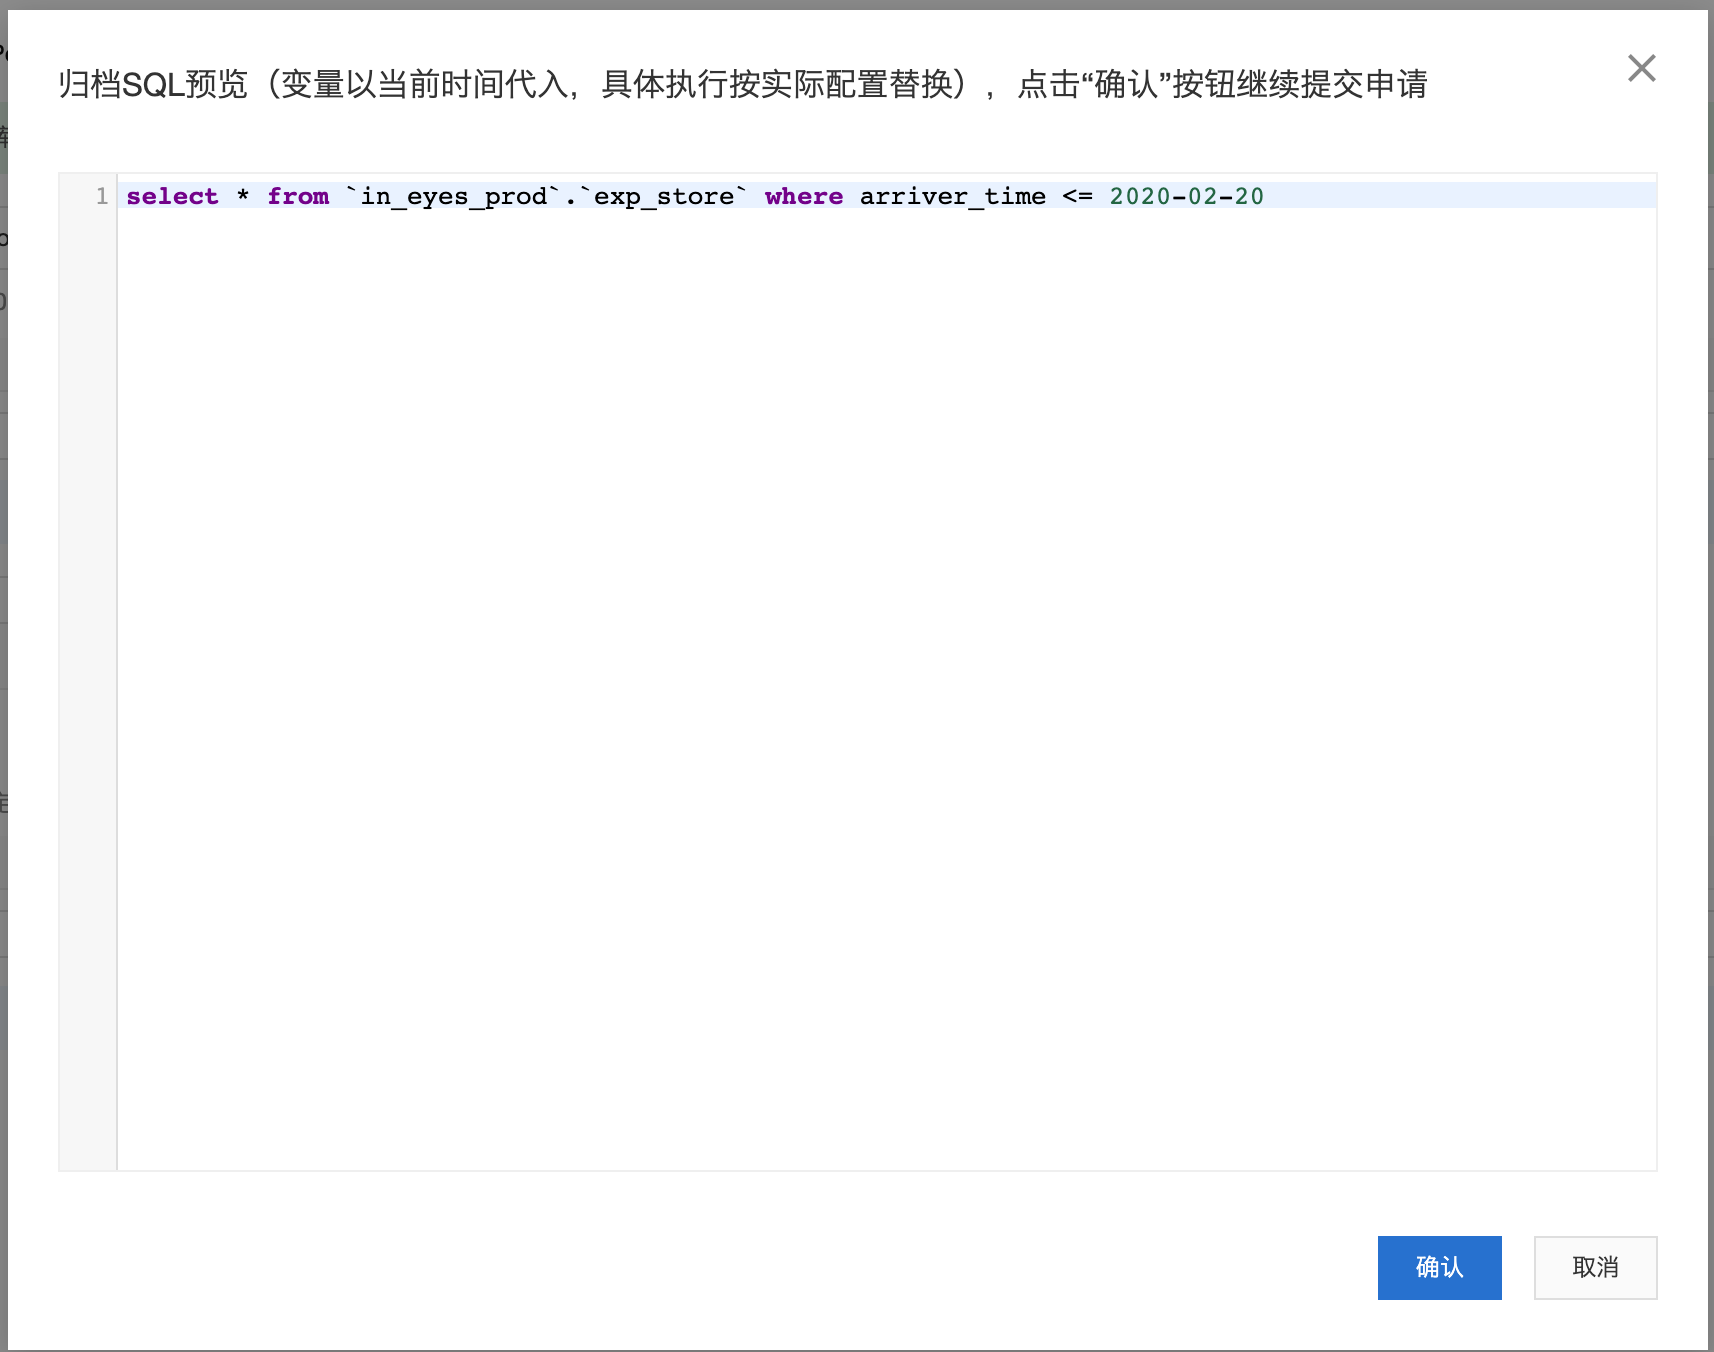 归档SQL预览（变量以当前时间代入，具体执行按实际配置替换），点击“确认”按钮继续提交申请
1 select * from `in_eyes_prod`.`exp_store` where arriver_time <= 2020-02-20
确认 取消